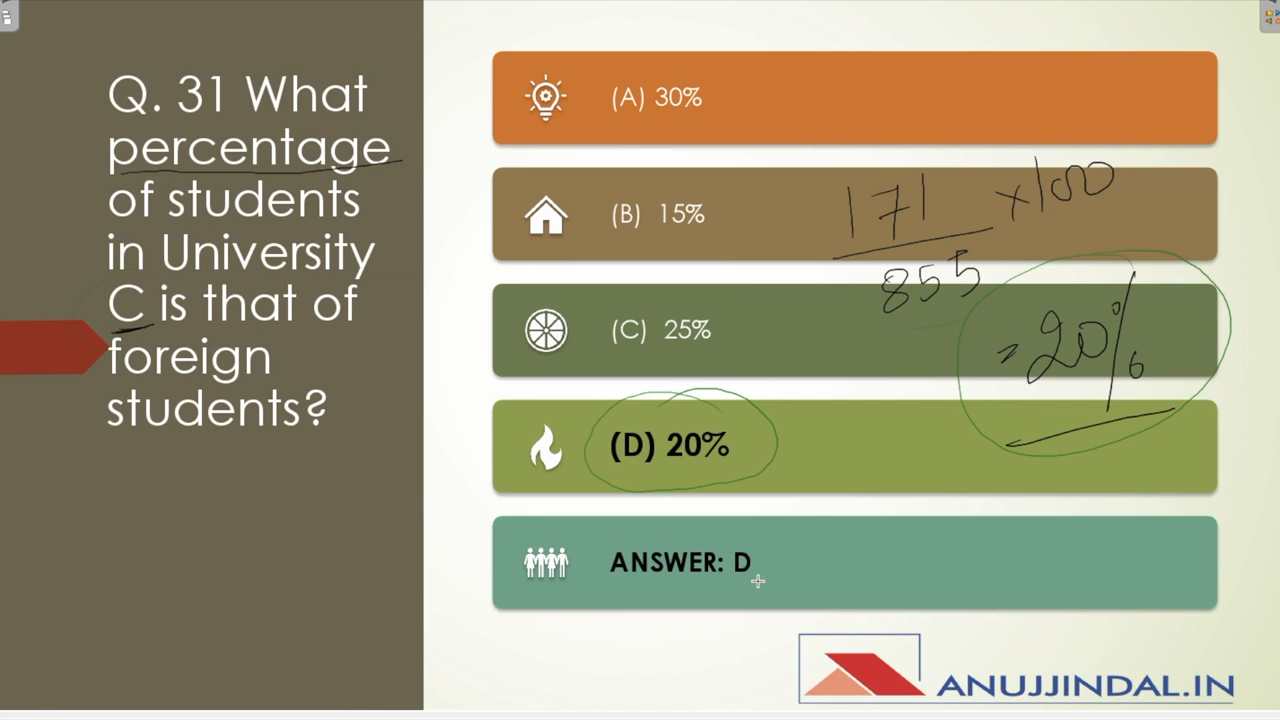 Q. 31 What
percentage
of students
in University
C is that of
foreign
students?
(A) 30%
(B) 15%
171 x 100
855
(C) 25%
= 20%
(D) 20%
ANSWER: D
ANUJJINDAL.IN